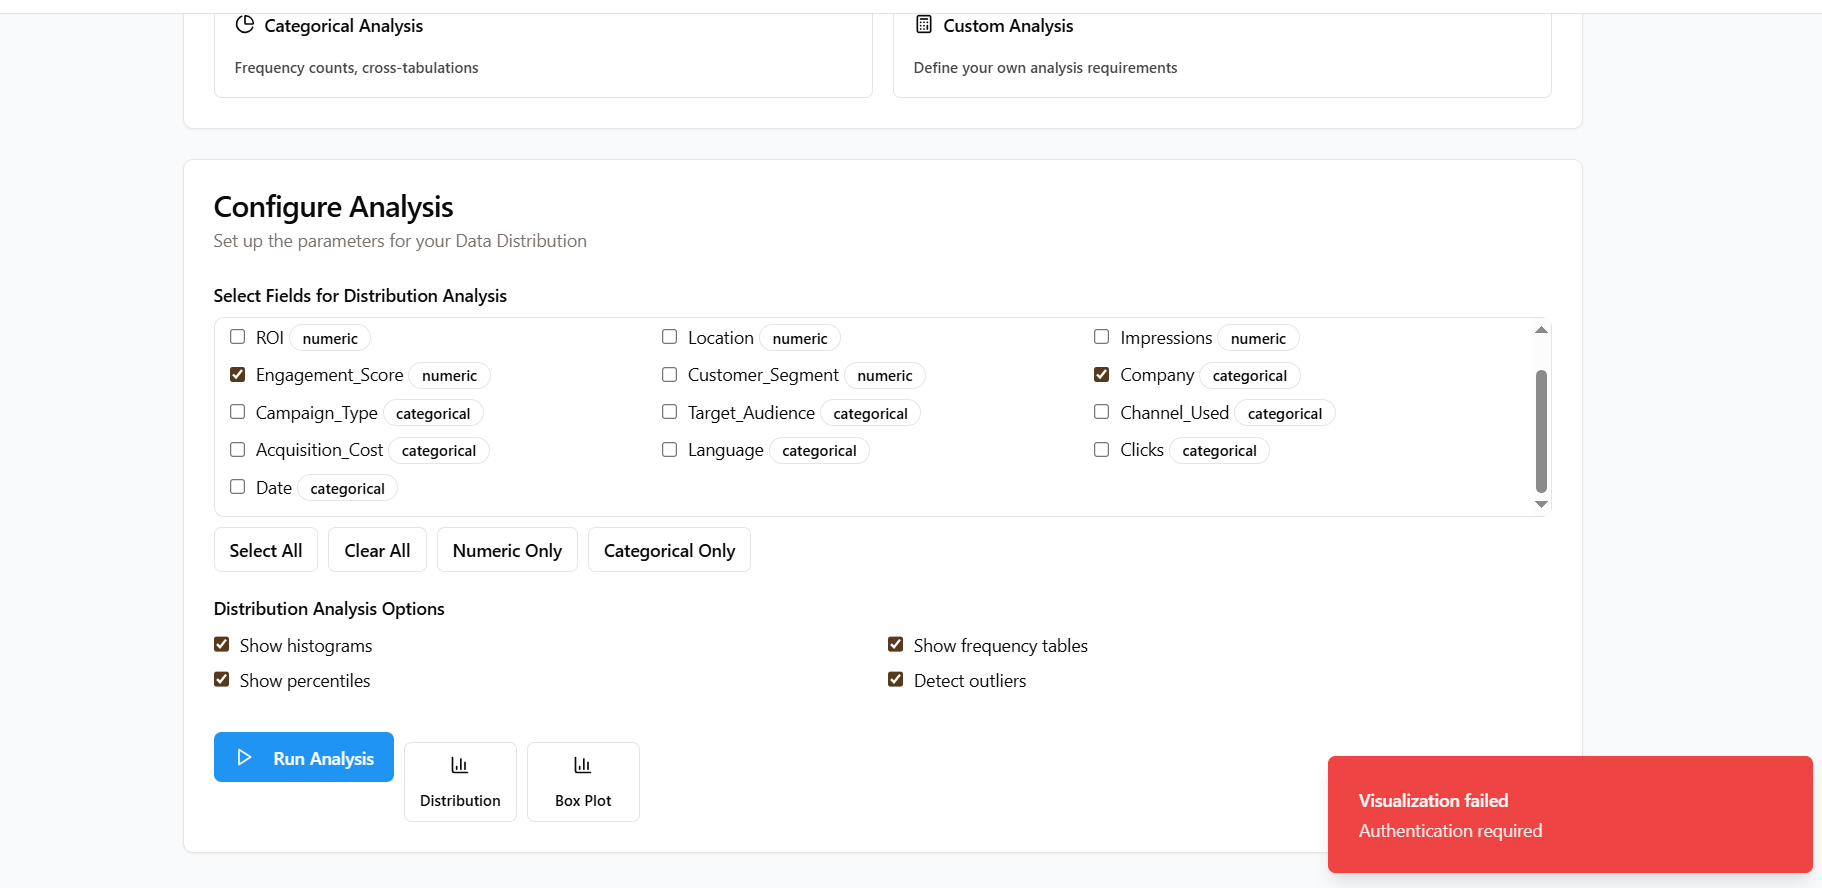 Categorical Analysis
Frequency counts, cross-tabulations
Custom Analysis
Define your own analysis requirements
Configure Analysis
Set up the parameters for your Data Distribution
Select Fields for Distribution Analysis
ROI numeric
Location numeric
Impressions numeric
Engagement_Score numeric
Customer_Segment numeric
Company categorical
Campaign_Type categorical
Target_Audience categorical
Channel_Used categorical
Acquisition_Cost categorical
Language categorical
Clicks categorical
Date categorical
Select All
Clear All
Numeric Only
Categorical Only
Distribution Analysis Options
Show histograms
Show frequency tables
Show percentiles
Detect outliers
Run Analysis
Distribution
Box Plot
Visualization failed
Authentication required